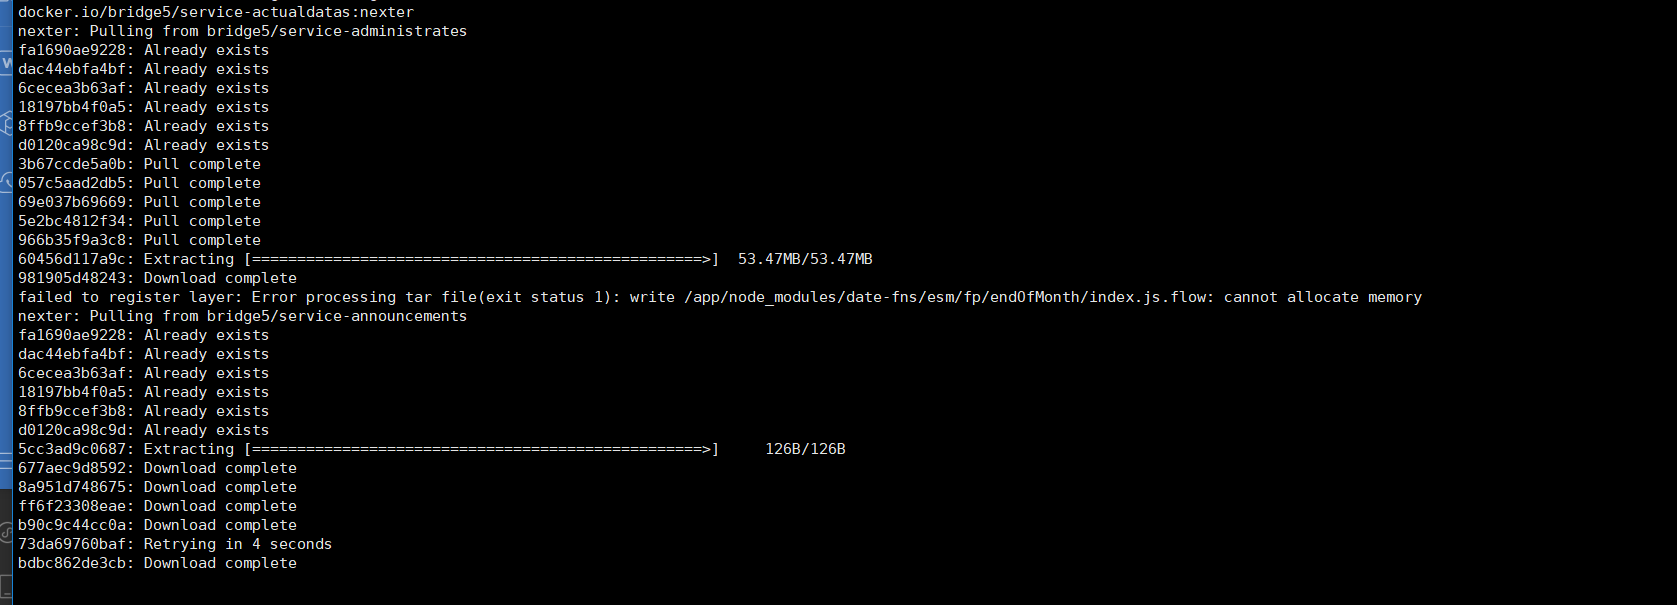 docker.io/bridge5/service-actualdatas:nexter
nexter: Pulling from bridge5/service-administrates
fa1690ae9228: Already exists
dac44ebfa4bf: Already exists
6cecea3b63af: Already exists
18197bb4f0a5: Already exists
8ffb9ccef3b8: Already exists
d0120ca98c9d: Already exists
3b67ccde5a0b: Pull complete
057c5aad2db5: Pull complete
69e037b69669: Pull complete
5e2bc4812f34: Pull complete
966b35f9a3c8: Pull complete
60456d117a9c: Extracting [==================================================>]  53.47MB/53.47MB
981905d48243: Download complete
failed to register layer: Error processing tar file(exit status 1): write /app/node_modules/date-fns/esm/fp/endOfMonth/index.js.flow: cannot allocate memory
nexter: Pulling from bridge5/service-announcements
fa1690ae9228: Already exists
dac44ebfa4bf: Already exists
6cecea3b63af: Already exists
18197bb4f0a5: Already exists
8ffb9ccef3b8: Already exists
d0120ca98c9d: Already exists
5cc3ad9c0687: Extracting [==================================================>]     126B/126B
677aec9d8592: Download complete
8a951d748675: Download complete
ff6f23308eae: Download complete
b90c9c44cc0a: Download complete
73da69760baf: Retrying in 4 seconds
bdbc862de3cb: Download complete